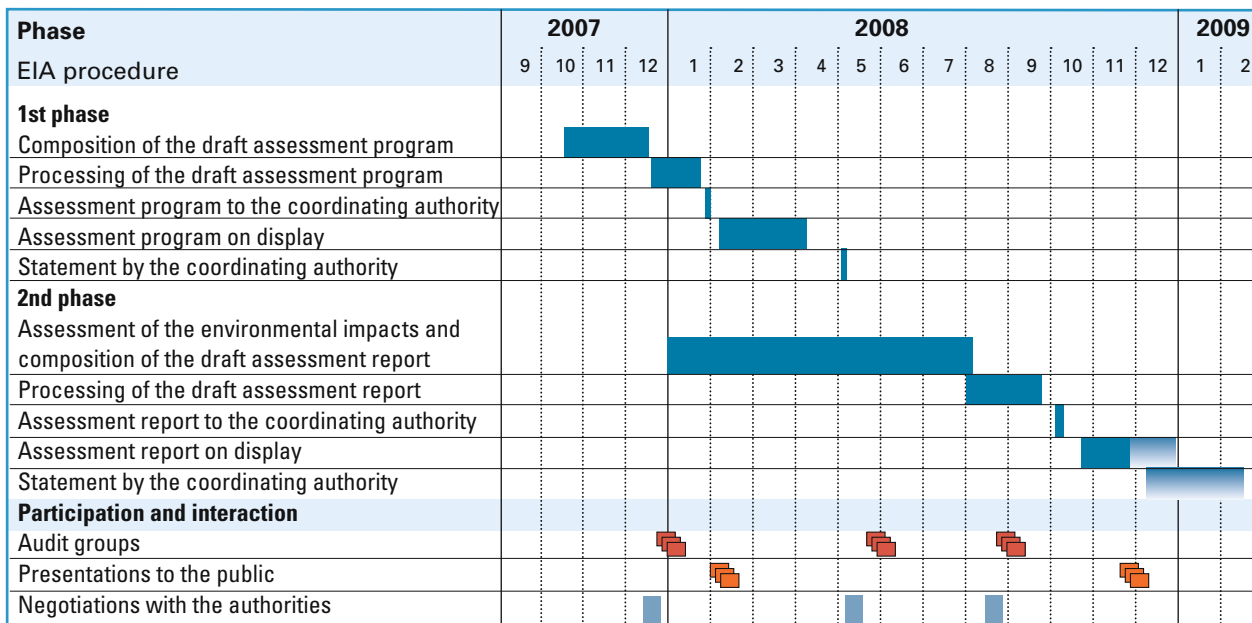 Phase 2007 2008 2009
EIA procedure 9 10 11 12 1 2 3 4 5 6 7 8 9 10 11 12 1 2
1st phase
Composition of the draft assessment program
Processing of the draft assessment program
Assessment program to the coordinating authority
Assessment program on display
Statement by the coordinating authority
2nd phase
Assessment of the environmental impacts and
composition of the draft assessment report
Processing of the draft assessment report
Assessment report to the coordinating authority
Assessment report on display
Statement by the coordinating authority
Participation and interaction
Audit groups
Presentations to the public
Negotiations with the authorities